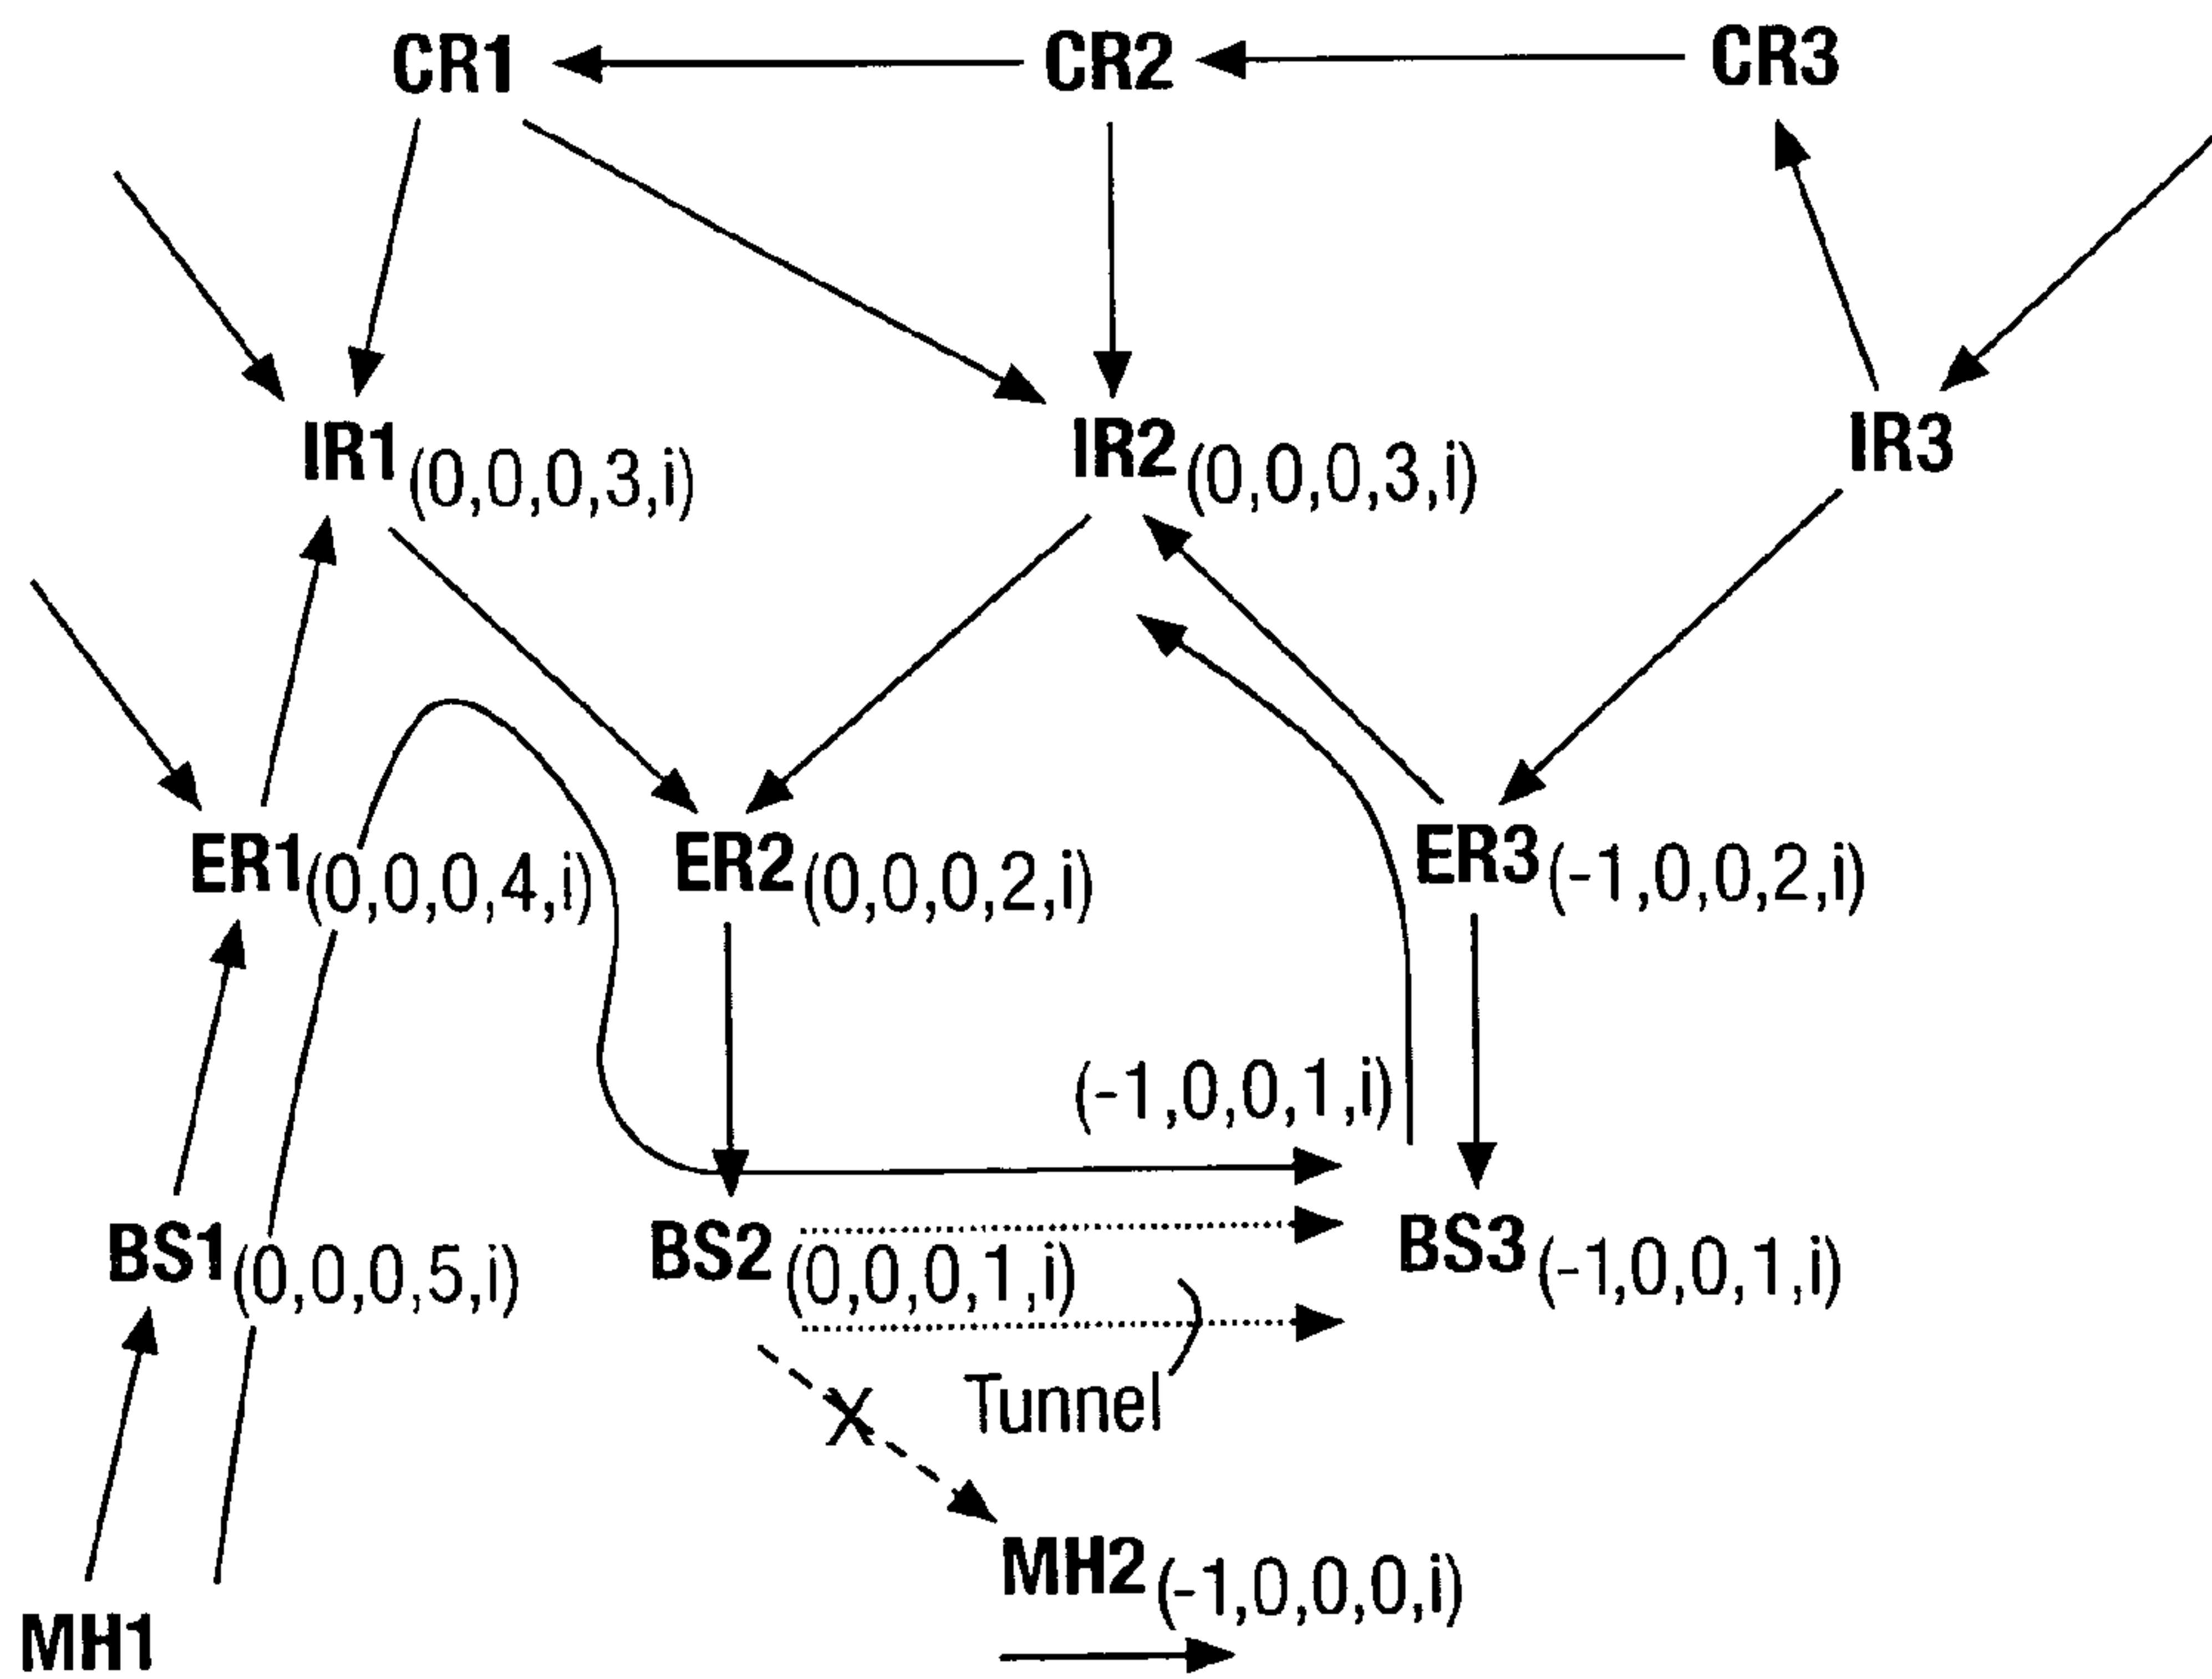 CR1 CR2 CR3
IR1(0,0,0,3,i) IR2(0,0,0,3,i) IR3
ER1(0,0,0,4,i) ER2(0,0,0,2,i) ER3(-1,0,0,2,i)
(-1,0,0,1,i)
BS1(0,0,0,5,i) BS2(0,0,0,1,i) BS3(-1,0,0,1,i)
X Tunnel
MH2(-1,0,0,0,i)
MH1